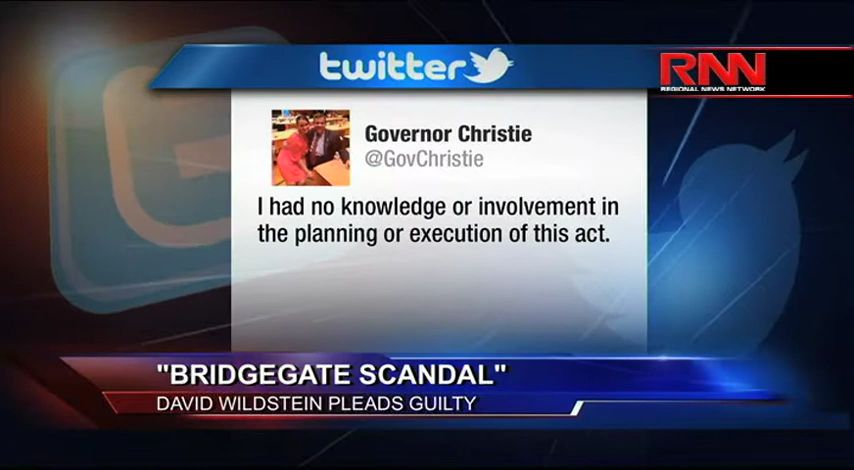 twitter
RNN
REGIONAL NEWS NETWORK
Governor Christie
@GovChristie
I had no knowledge or involvement in
the planning or execution of this act.
"BRIDGEGATE SCANDAL"
DAVID WILDSTEIN PLEADS GUILTY